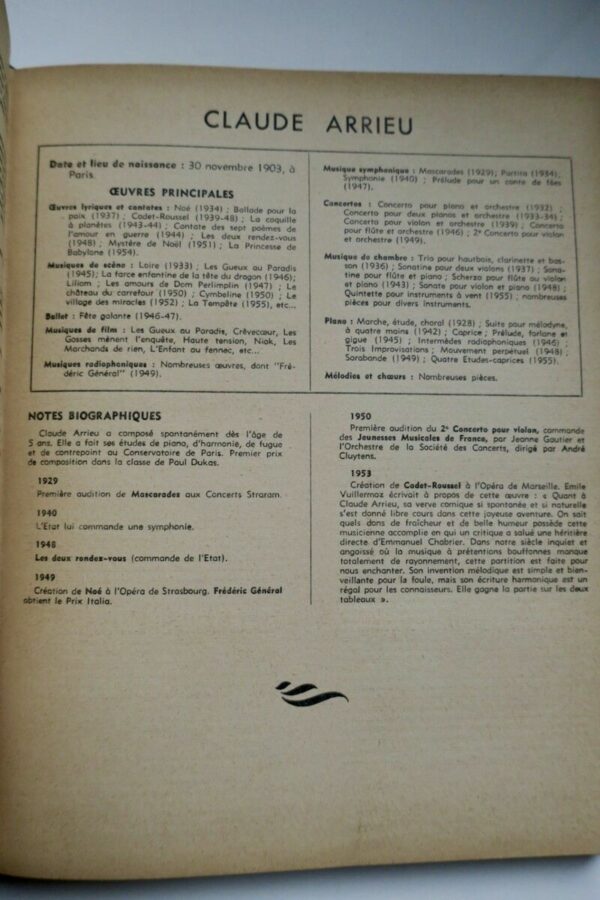 CLAUDE ARRIEU
Date et lieu de naissance : 30 novembre 1903, à
Paris.
ŒUVRES PRINCIPALES
Œuvres lyriques et cantates : Noé (1934) ; Ballade pour la
paix (1937) ; Cadet-Roussel (1939-48) ; La coquille
à planètes (1943-44) ; Cantate des sept poèmes de
l'amour en guerre (1944) ; Les deux rendez-vous
(1948) ; Mystère de Noël (1951) ; La Princesse de
Babylone (1954).
Musiques de scène : Loire (1933) ; Les Gueux au Paradis
(1945) ; La farce enfantine de la tête du dragon (1946) ;
Liliom ; Les amours de Dom Perlimplin (1947) ; Le
château du carrefour (1950) ; Cymbeline (1950) ; Le
village des miracles (1952) ; La Tempête (1955), etc...
Ballet : Fête galante (1946-47).
Musiques de film : Les Gueux au Paradis, Crèvecœur, Les
Gosses mènent l'enquête, Haute tension, Niok, Les
Marchands de rien, L'Enfant au fennec, etc...
Musiques radiophoniques : Nombreuses œuvres, dont "Fré-
déric Général" (1949).
Musique symphonique : Mascarades (1929) ; Partita (1934) ;
Symphonie (1940) ; Prélude pour un conte de fées
(1947).
Concertos : Concerto pour piano et orchestre (1932) ;
Concerto pour deux pianos et orchestre (1933-34) ;
Concerto pour violon et orchestre (1939) ; Concerto
pour flûte et orchestre (1946) ; 2e Concerto pour violon
et orchestre (1949).
Musique de chambre : Trio pour hautbois, clarinette et bas-
son (1936) ; Sonatine pour deux violons (1937) ; Sona-
tine pour flûte et piano ; Scherzo pour flûte ou violon
et piano (1943) ; Sonate pour violon et piano (1948) ;
Quintette pour instruments à vent (1955) ; nombreuses
pièces pour divers instruments.
Piano : Marche, étude, choral (1928) ; Suite pour mélodyne,
à quatre mains (1942) ; Caprice ; Prélude, forlane et
gigue (1945) ; Intermèdes radiophoniques (1946) ;
Trois Improvisations ; Mouvement perpétuel (1948) ;
Sarabande (1949) ; Quatre Etudes-caprices (1955).
Mélodies et chœurs : Nombreuses pièces.
NOTES BIOGRAPHIQUES
Claude Arrieu a composé spontanément dès l'âge de
5 ans. Elle a fait ses études de piano, d'harmonie, de fugue
et de contrepoint au Conservatoire de Paris. Premier prix
de composition dans la classe de Paul Dukas.
1929
Première audition de Mascarades aux Concerts Straram.
1940
L'Etat lui commande une symphonie.
1948
Les deux rendez-vous (commande de l'Etat).
1949
Création de Noé à l'Opéra de Strasbourg. Frédéric Général
obtient le Prix Italia.
1950
Première audition du 2e Concerto pour violon, commande
des Jeunesses Musicales de France, par Jeanne Gautier et
l'Orchestre de la Société des Concerts, dirigé par André
Cluytens.
1953
Création de Cadet-Roussel à l'Opéra de Marseille. Emile
Vuillermoz écrivait à propos de cette œuvre : « Quant à
Claude Arrieu, sa verve comique si spontanée et si naturelle
s'est donné libre cours dans cette joyeuse aventure. On sait
quels dons de fraîcheur et de belle humeur possède cette
musicienne accomplie en qui un critique a salué une héritière
directe d'Emmanuel Chabrier. Dans notre siècle inquiet et
angoissé où la musique à prétentions bouffonnes manque
totalement de rayonnement, cette partition est faite pour
nous enchanter. Son invention mélodique est simple et bien-
veillante pour la foule, mais son écriture harmonique est un
régal pour les connaisseurs. Elle gagne la partie sur les deux
tableaux ».